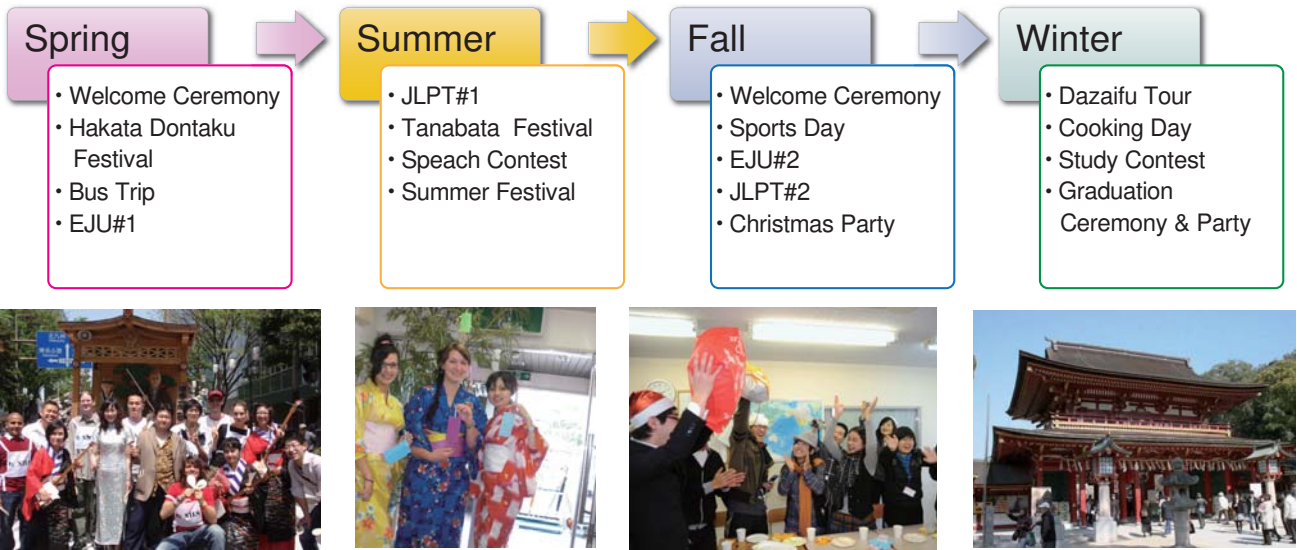 Spring
・Welcome Ceremony
・Hakata Dontaku
Festival
・Bus Trip
・EJU#1
Summer
・JLPT#1
・Tanabata Festival
・Speach Contest
・Summer Festival
Fall
・Welcome Ceremony
・Sports Day
・EJU#2
・JLPT#2
・Christmas Party
Winter
・Dazaifu Tour
・Cooking Day
・Study Contest
・Graduation
Ceremony & Party